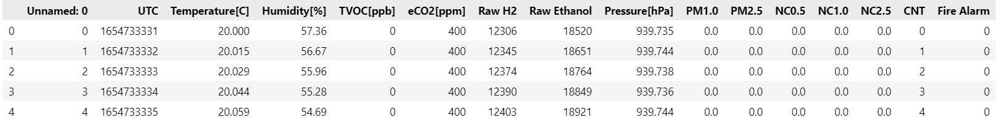 Unnamed: 0 UTC Temperature[C] Humidity[%] TVOC[ppb] eCO2[ppm] Raw H2 Raw Ethanol Pressure[hPa] PM1.0 PM2.5 NC0.5 NC1.0 NC2.5 CNT Fire Alarm
0 0 1654733331 20.000 57.36 0 400 12306 18520 939.735 0.0 0.0 0.0 0.0 0.0 0 0
1 1 1654733332 20.015 56.67 0 400 12345 18651 939.744 0.0 0.0 0.0 0.0 0.0 1 0
2 2 1654733333 20.029 55.96 0 400 12374 18764 939.738 0.0 0.0 0.0 0.0 0.0 2 0
3 3 1654733334 20.044 55.28 0 400 12390 18849 939.736 0.0 0.0 0.0 0.0 0.0 3 0
4 4 1654733335 20.059 54.69 0 400 12403 18921 939.744 0.0 0.0 0.0 0.0 0.0 4 0